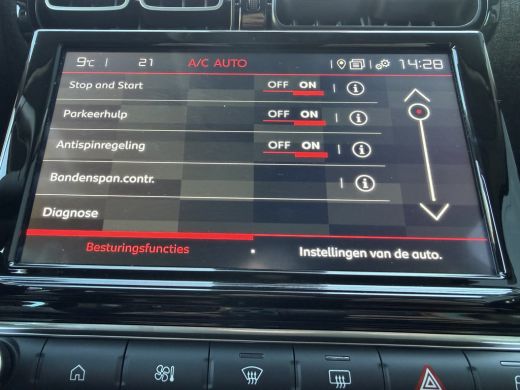 9°C 21 A/C AUTO 14:28
Stop and Start OFF ON
Parkeerhulp OFF ON
Antispinregeling OFF ON
Bandenspan.contr.
Diagnose
Besturingsfuncties Instellingen van de auto.